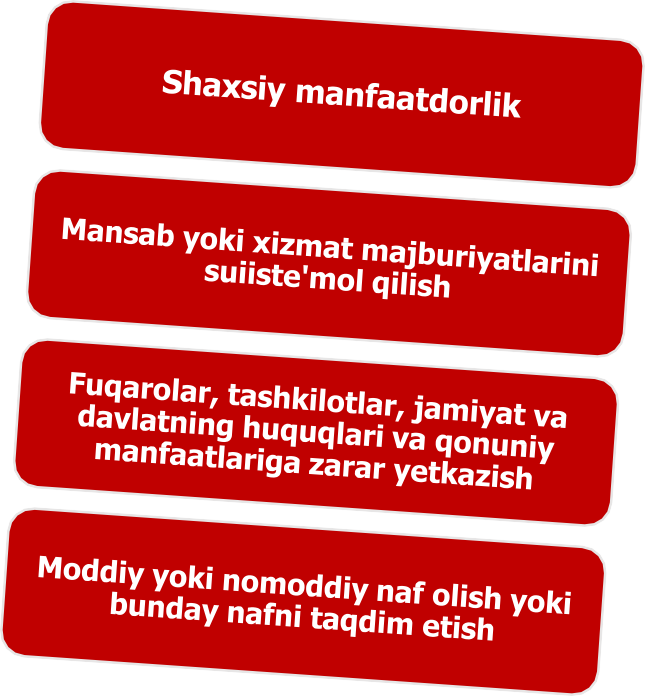 Shaxsiy manfaatdorlik
Mansab yoki xizmat majburiyatlarini
suiiste'mol qilish
Fuqarolar, tashkilotlar, jamiyat va
davlatning huquqlari va qonuniy
manfaatlariga zarar yetkazish
Moddiy yoki nomoddiy naf olish yoki
bunday nafni taqdim etish